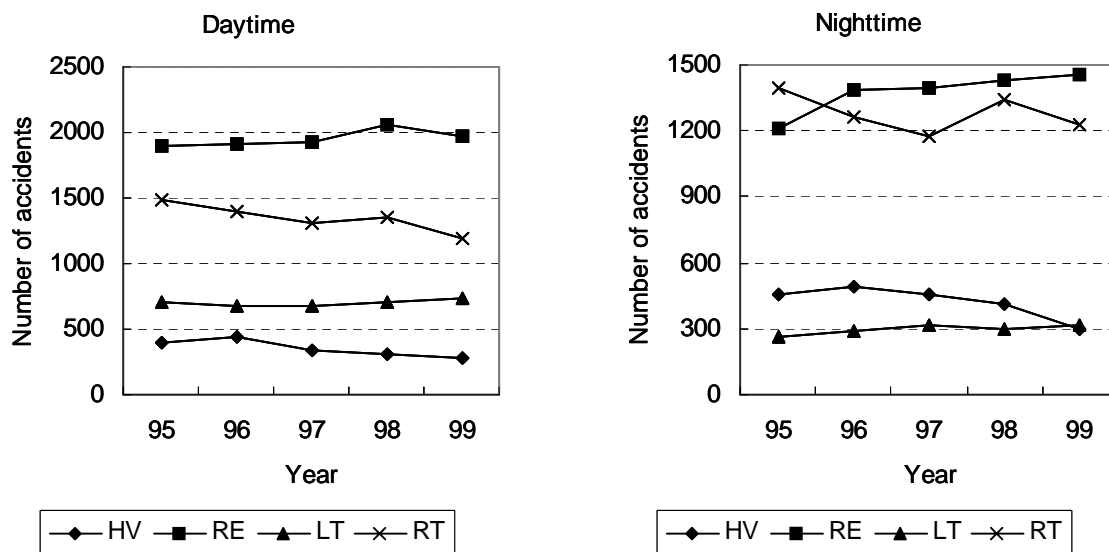 Daytime
Number of accidents
2500
2000
1500
1000
500
0
95 96 97 98 99
Year
HV RE LT RT
Nighttime
Number of accidents
1500
1200
900
600
300
0
95 96 97 98 99
Year
HV RE LT RT